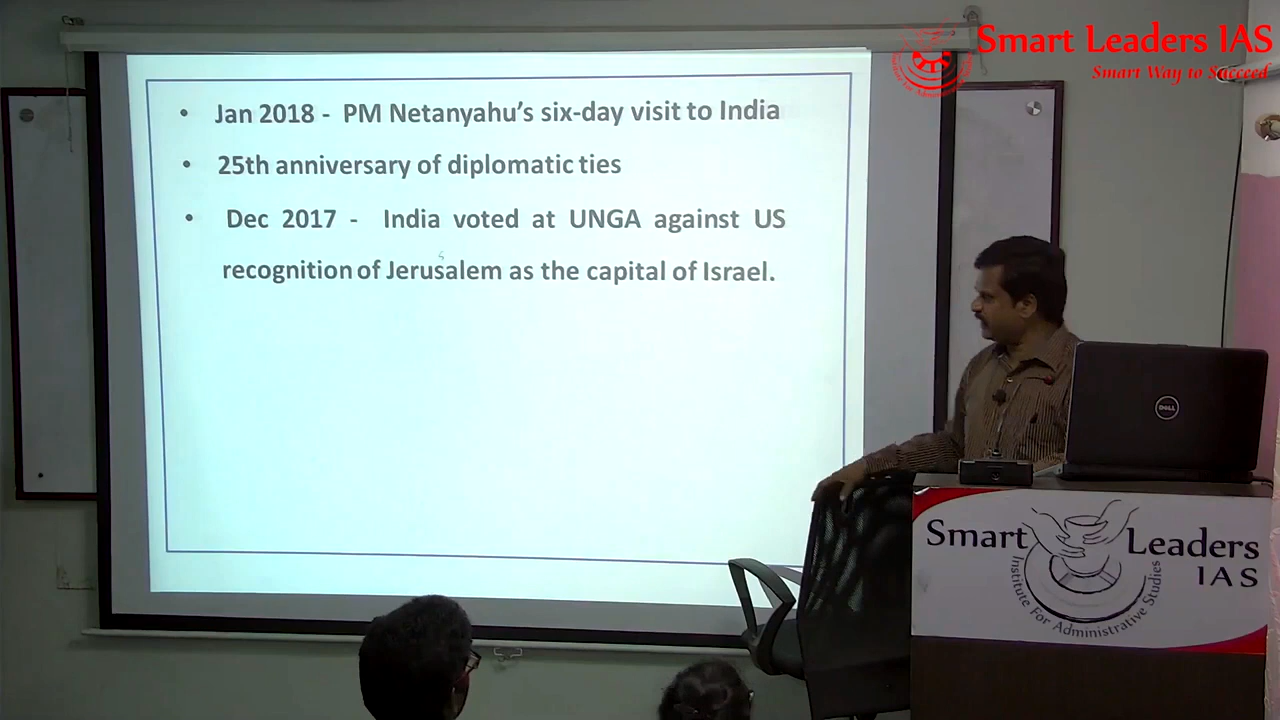 Smart Leaders IAS
Smart Way to Succeed
• Jan 2018 - PM Netanyahu's six-day visit to India
• 25th anniversary of diplomatic ties
• Dec 2017 - India voted at UNGA against US
recognition of Jerusalem as the capital of Israel.
DELL
Smart Leaders
IAS
Institute For Administrative Studies